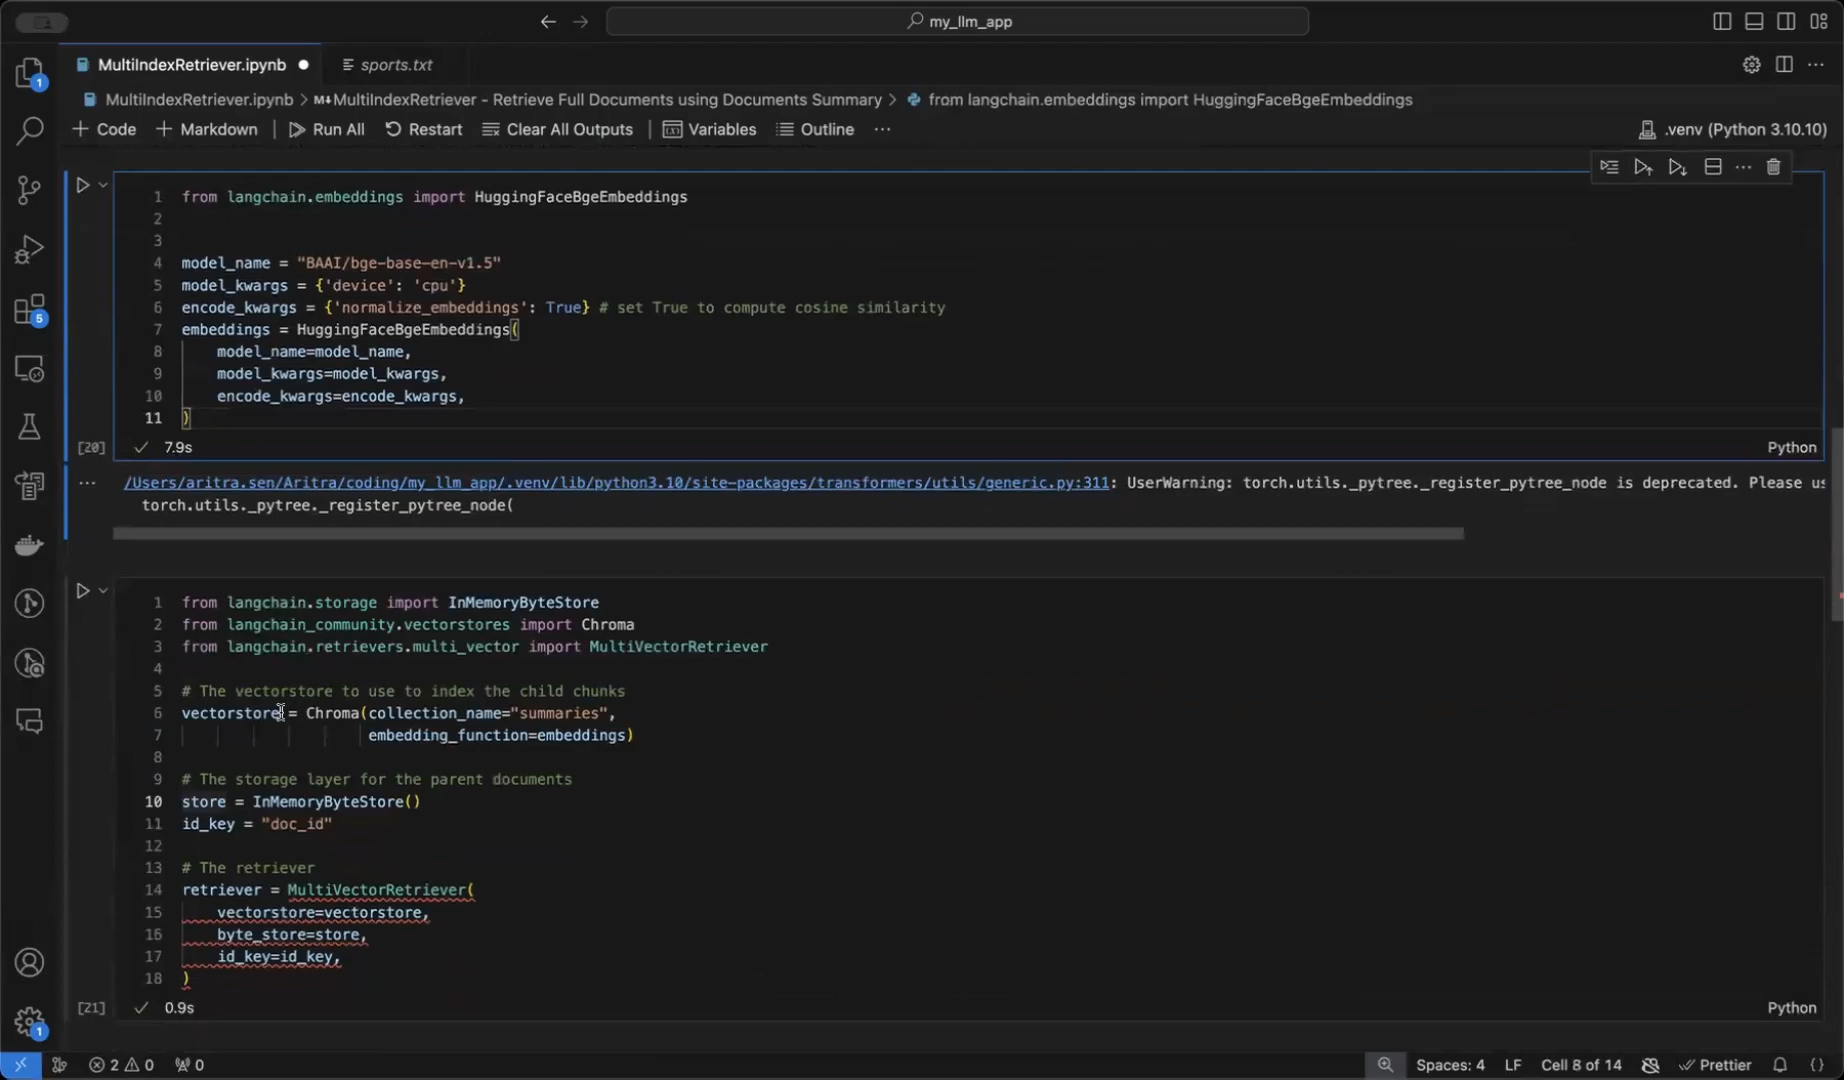 my_llm_app
MultiIndexRetriever.ipynb
sports.txt
MultiIndexRetriever.ipynb > M↓MultiIndexRetriever - Retrieve Full Documents using Documents Summary > from langchain.embeddings import HuggingFaceBgeEmbeddings
+ Code + Markdown Run All Restart Clear All Outputs Variables Outline ... .venv (Python 3.10.10)
1 from langchain.embeddings import HuggingFaceBgeEmbeddings
2
3
4 model_name = "BAAI/bge-base-en-v1.5"
5 model_kwargs = {'device': 'cpu'}
6 encode_kwargs = {'normalize_embeddings': True} # set True to compute cosine similarity
7 embeddings = HuggingFaceBgeEmbeddings(
8 model_name=model_name,
9 model_kwargs=model_kwargs,
10 encode_kwargs=encode_kwargs,
11 )
[20] 7.9s Python
/Users/aritra.sen/Aritra/coding/my_llm_app/.venv/lib/python3.10/site-packages/transformers/utils/generic.py:311: UserWarning: torch.utils._pytree._register_pytree_node is deprecated. Please us
torch.utils._pytree._register_pytree_node(
1 from langchain.storage import InMemoryByteStore
2 from langchain_community.vectorstores import Chroma
3 from langchain.retrievers.multi_vector import MultiVectorRetriever
4
5 # The vectorstore to use to index the child chunks
6 vectorstore = Chroma(collection_name="summaries",
7 embedding_function=embeddings)
8
9 # The storage layer for the parent documents
10 store = InMemoryByteStore()
11 id_key = "doc_id"
12
13 # The retriever
14 retriever = MultiVectorRetriever(
15 vectorstore=vectorstore,
16 byte_store=store,
17 id_key=id_key,
18 )
[21] 0.9s Python
1
5
1
2 0 0 Spaces: 4 LF Cell 8 of 14 Prettier